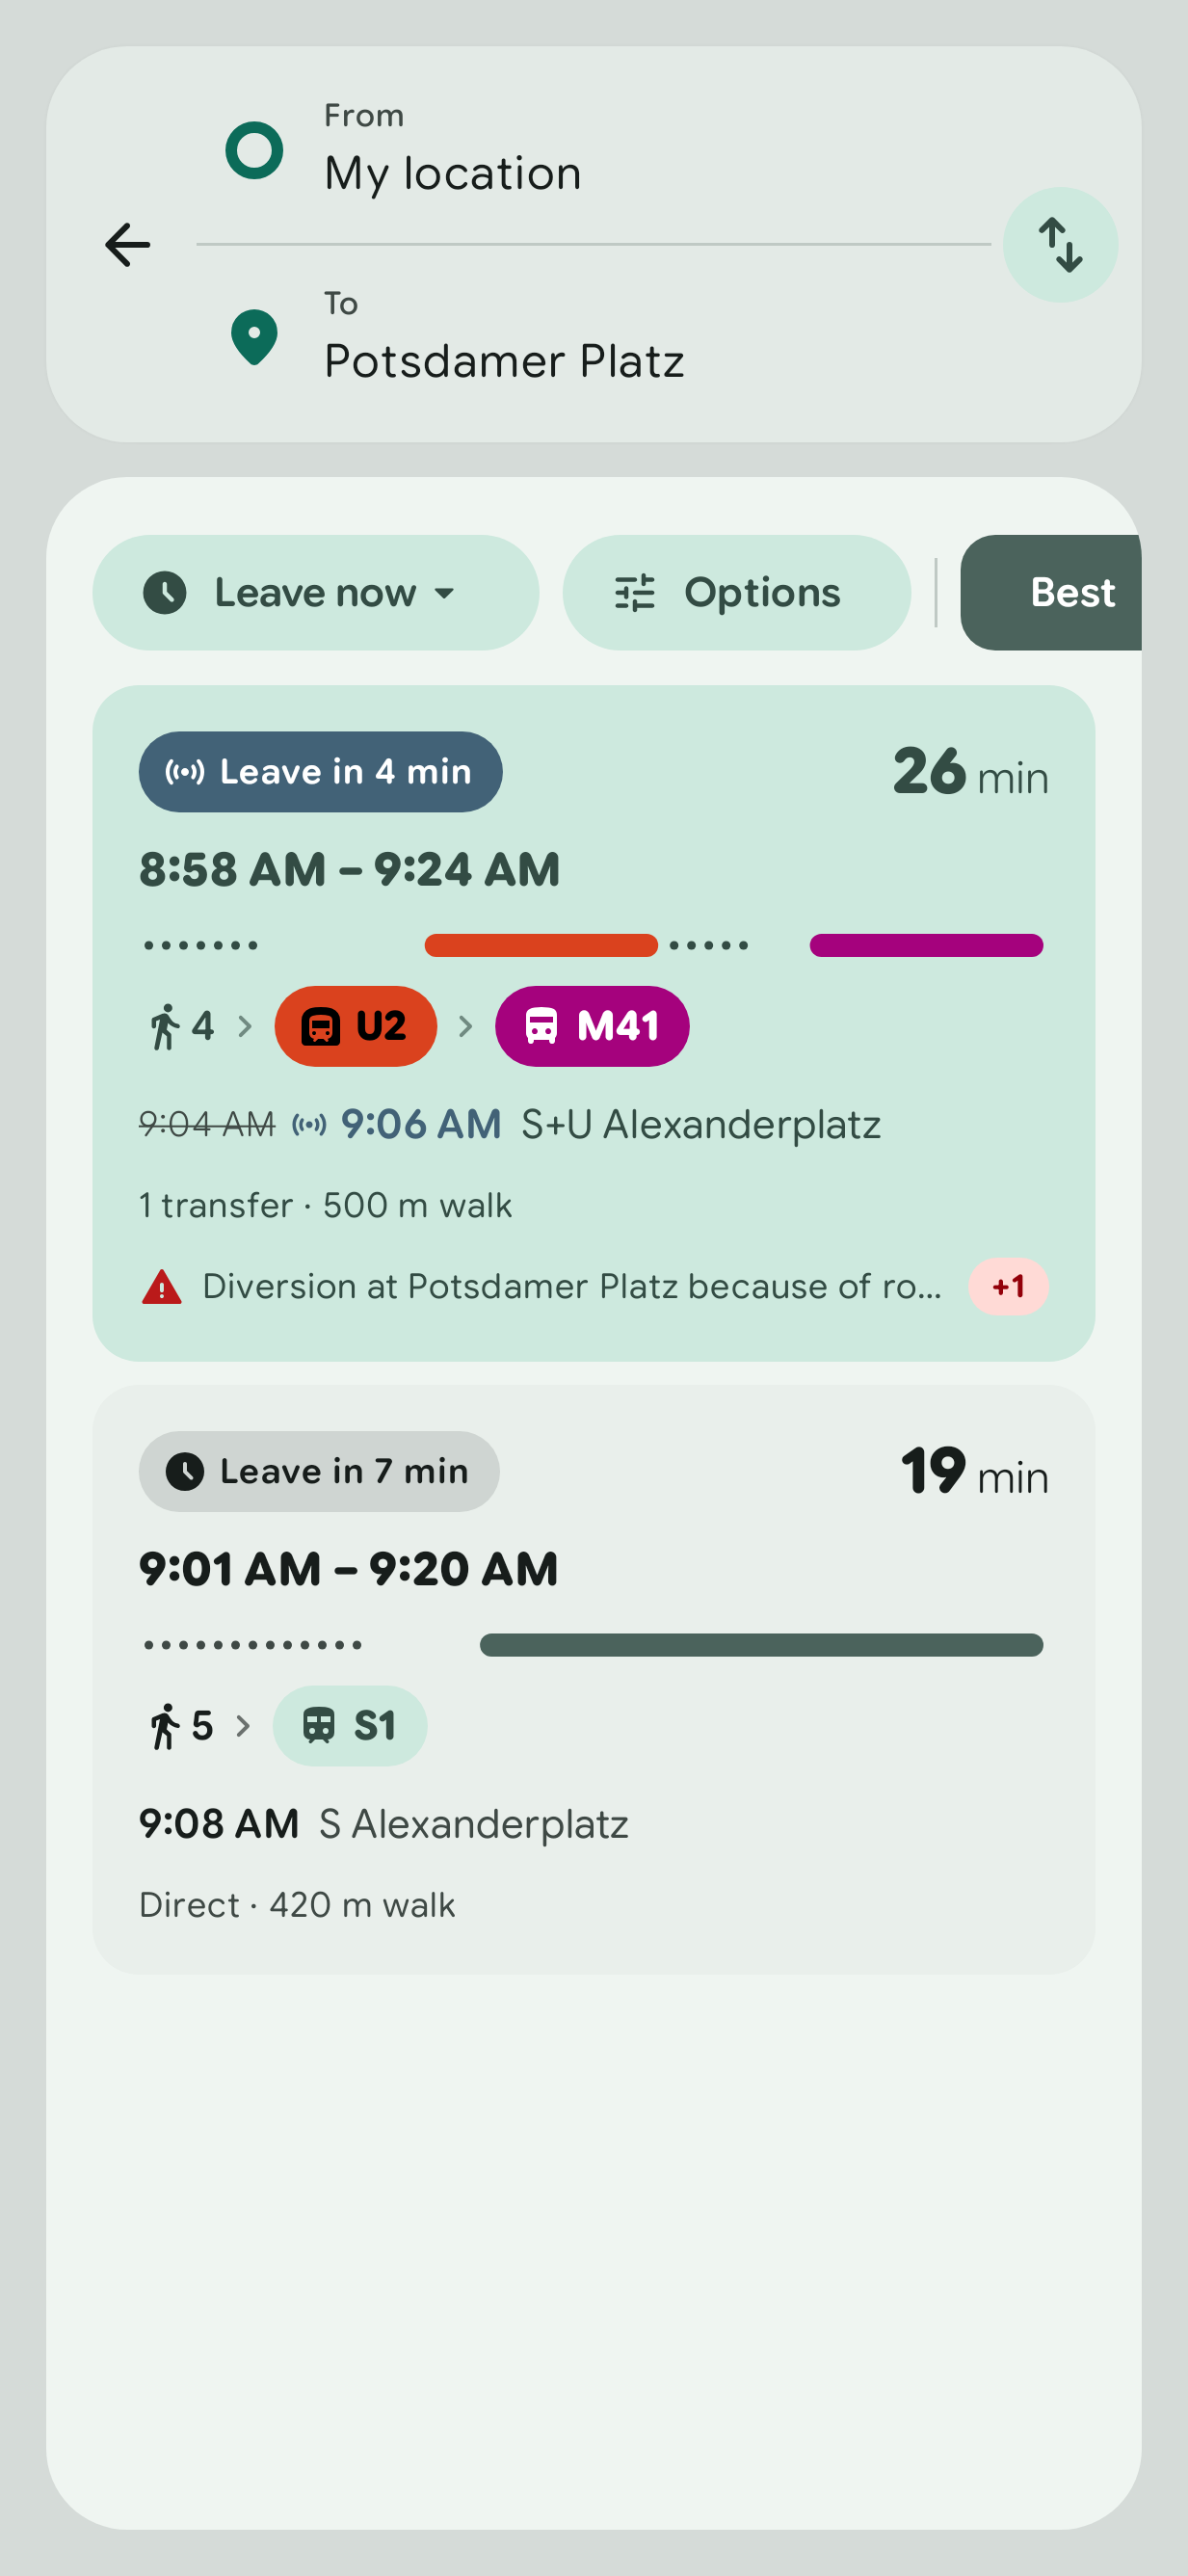 From
My location
To
Potsdamer Platz
Leave now
Options
Best
Leave in 4 min
26 min
8:58 AM – 9:24 AM
4 U2 M41
9:04 AM 9:06 AM S+U Alexanderplatz
1 transfer · 500 m walk
Diversion at Potsdamer Platz because of ro... +1
Leave in 7 min
19 min
9:01 AM – 9:20 AM
5 S1
9:08 AM S Alexanderplatz
Direct · 420 m walk